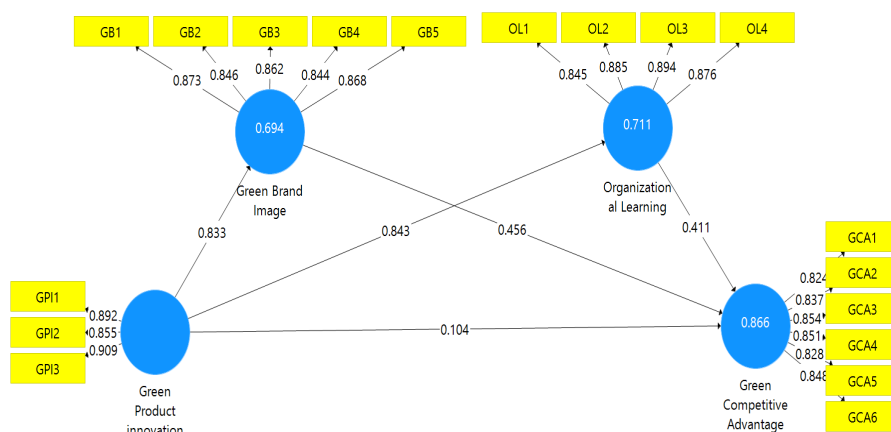 GB1 GB2 GB3 GB4 GB5
OL1 OL2 OL3 OL4
0.873 0.846 0.862 0.844 0.868
0.845 0.885 0.894 0.876
0.694
0.711
Green Brand
Image
Organization
al Learning
0.833
0.843
0.456
0.411
GPI1
GPI2
GPI3
0.892
0.855
0.909
0.104
0.866
0.824
0.837
0.854
0.851
0.828
0.848
GCA1
GCA2
GCA3
GCA4
GCA5
GCA6
Green
Product
innovation
Green
Competitive
Advantage